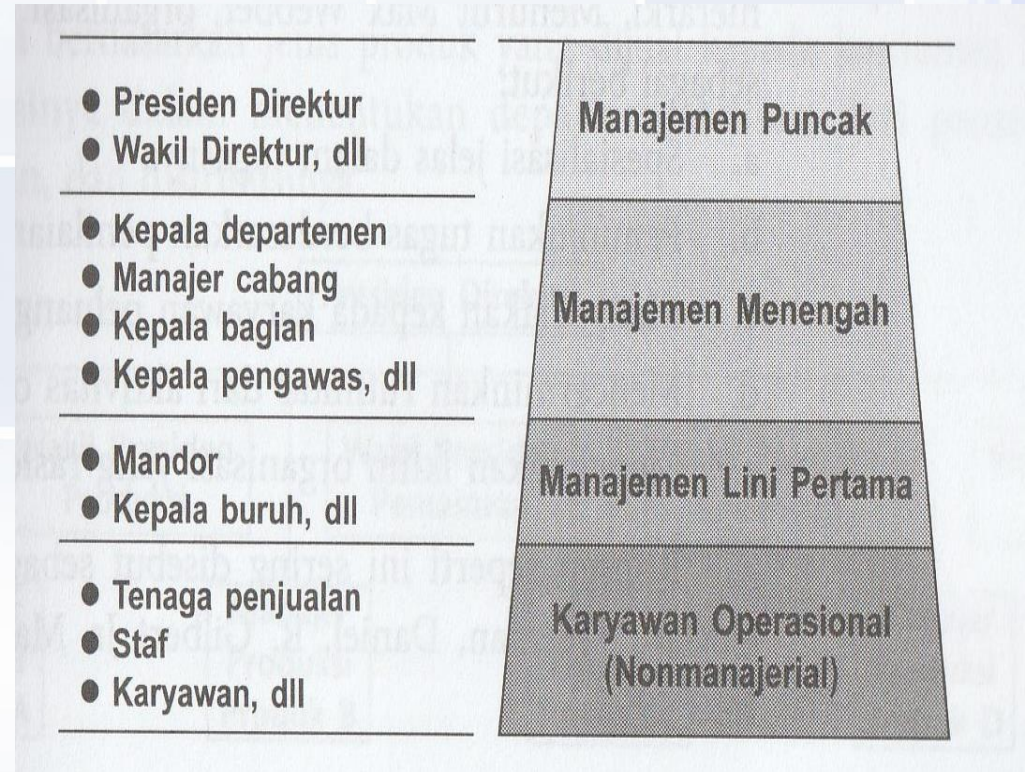 • Presiden Direktur
• Wakil Direktur, dll
Manajemen Puncak
• Kepala departemen
• Manajer cabang
• Kepala bagian
• Kepala pengawas, dll
Manajemen Menengah
• Mandor
• Kepala buruh, dll
Manajemen Lini Pertama
• Tenaga penjualan
• Staf
• Karyawan, dll
Karyawan Operasional
(Nonmanajerial)